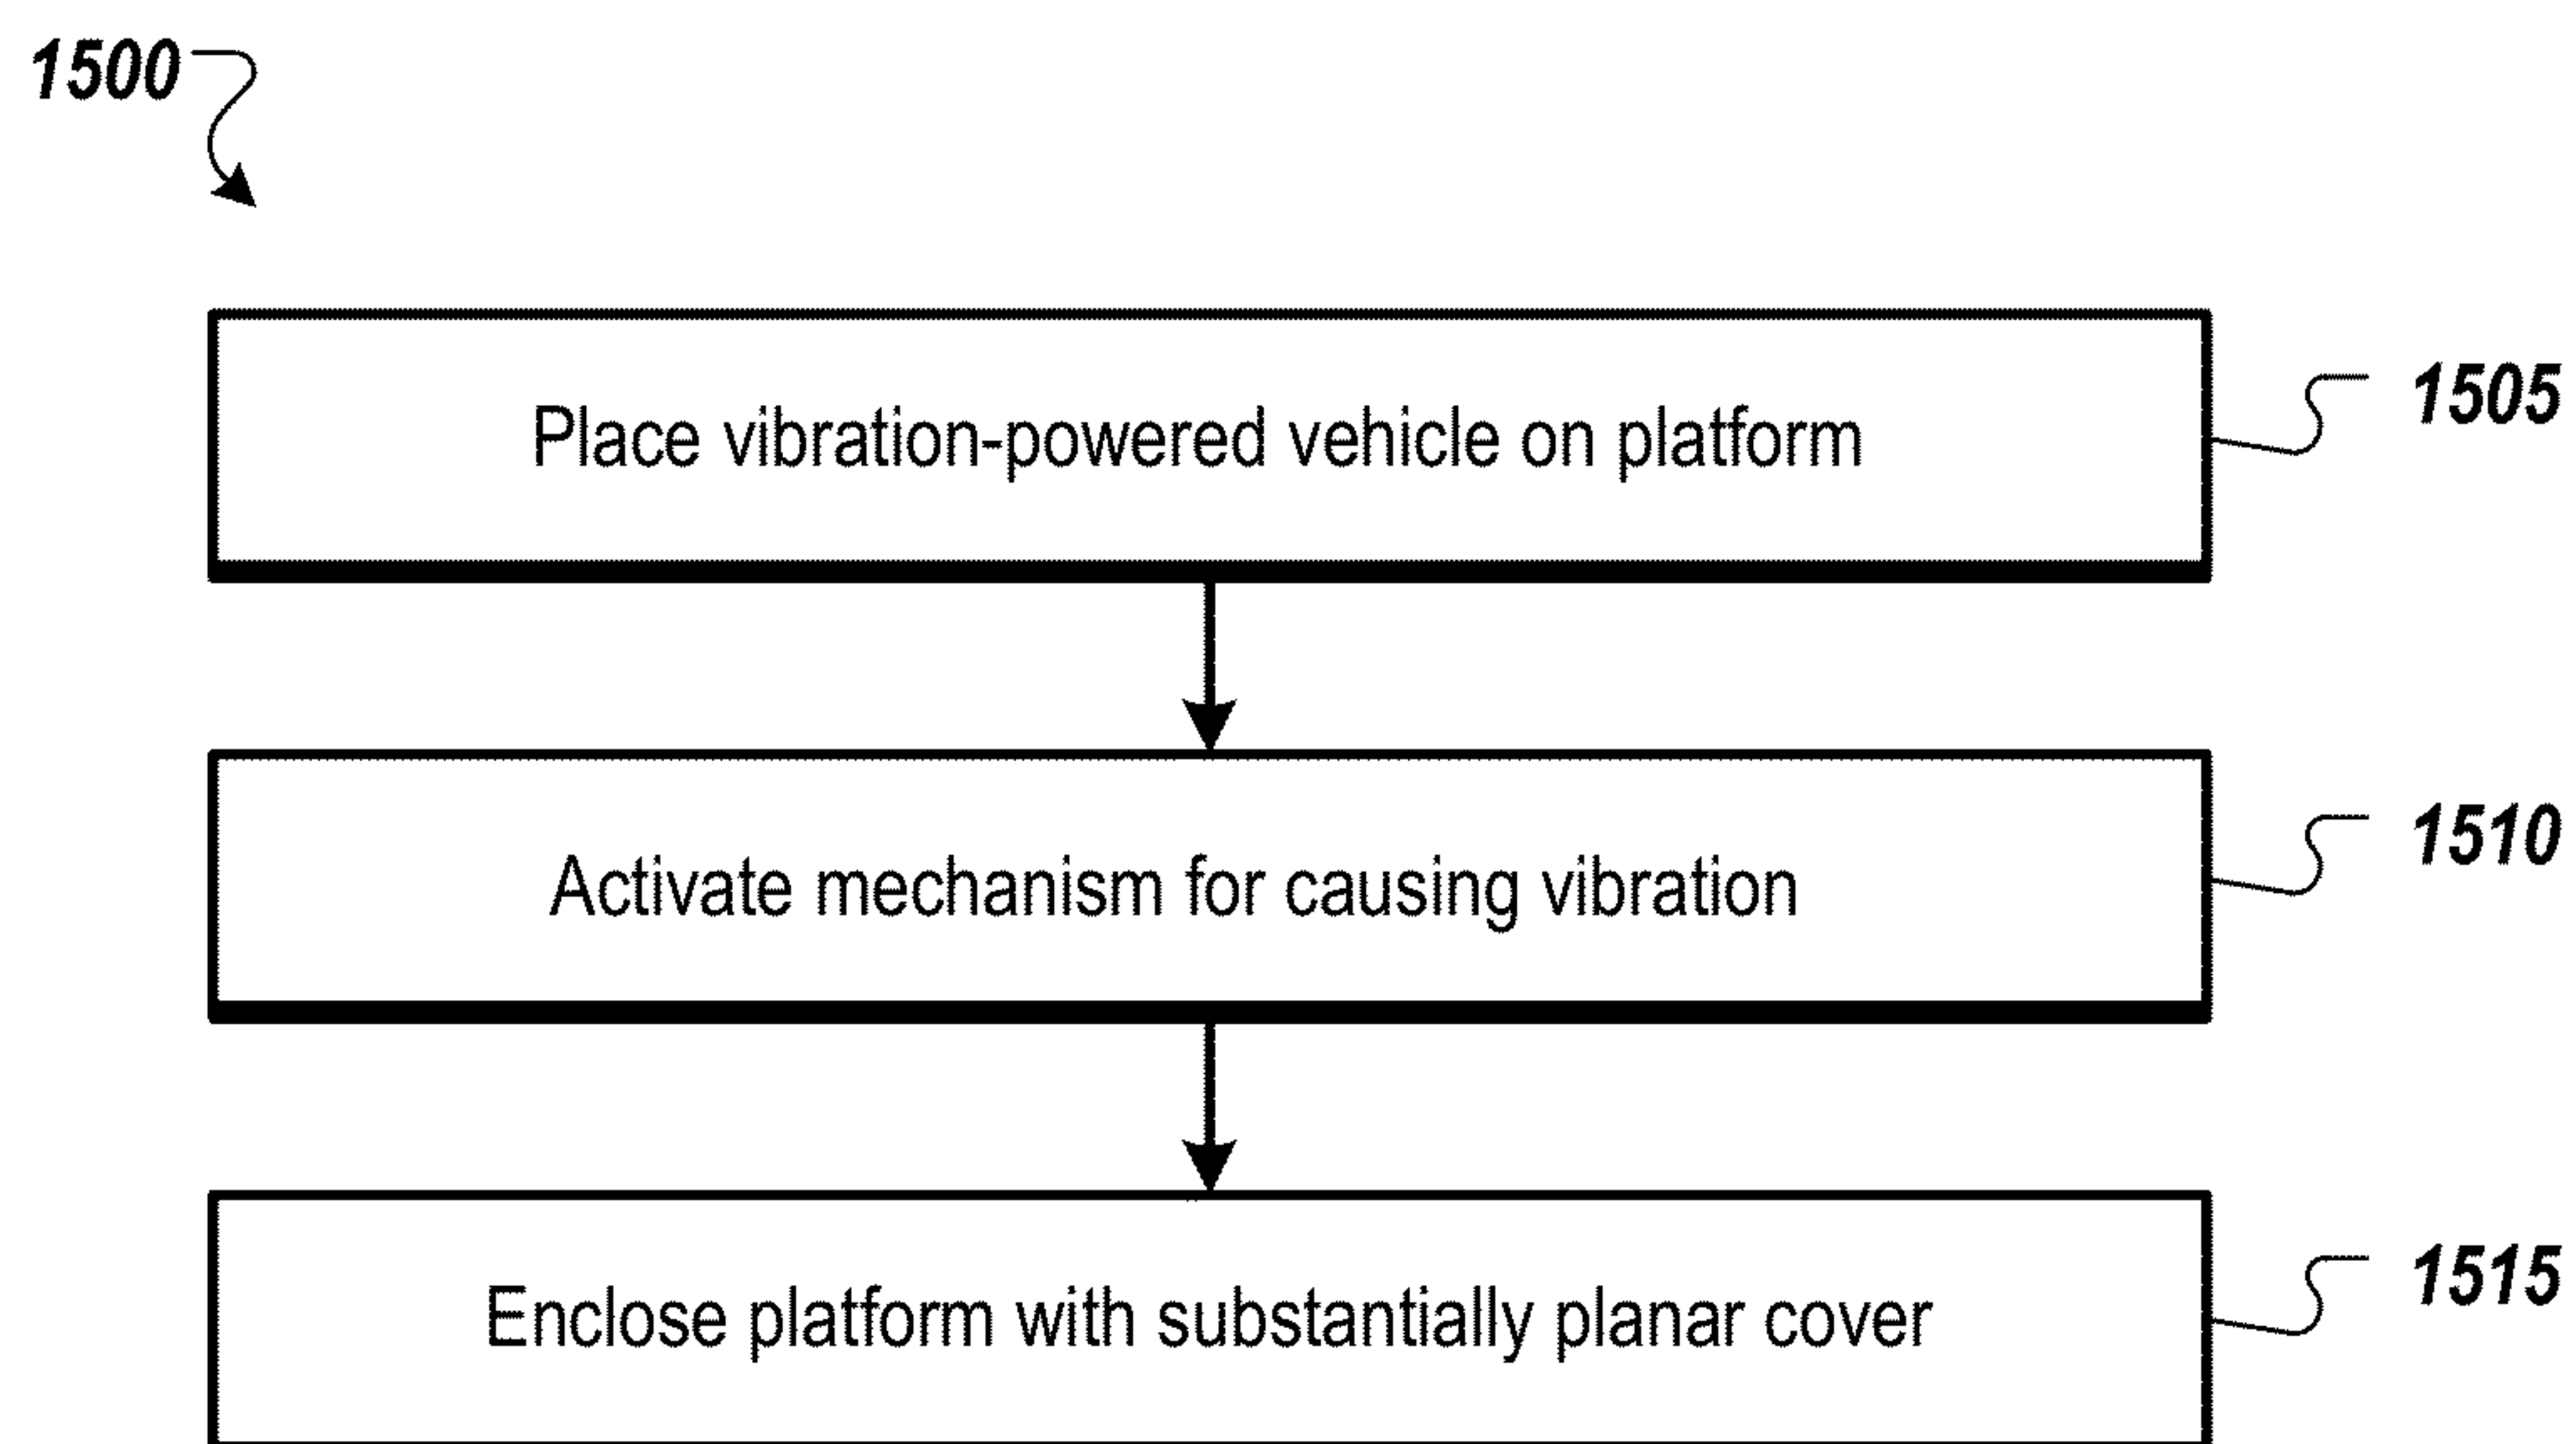 1500
Place vibration-powered vehicle on platform
1505
Activate mechanism for causing vibration
1510
Enclose platform with substantially planar cover
1515